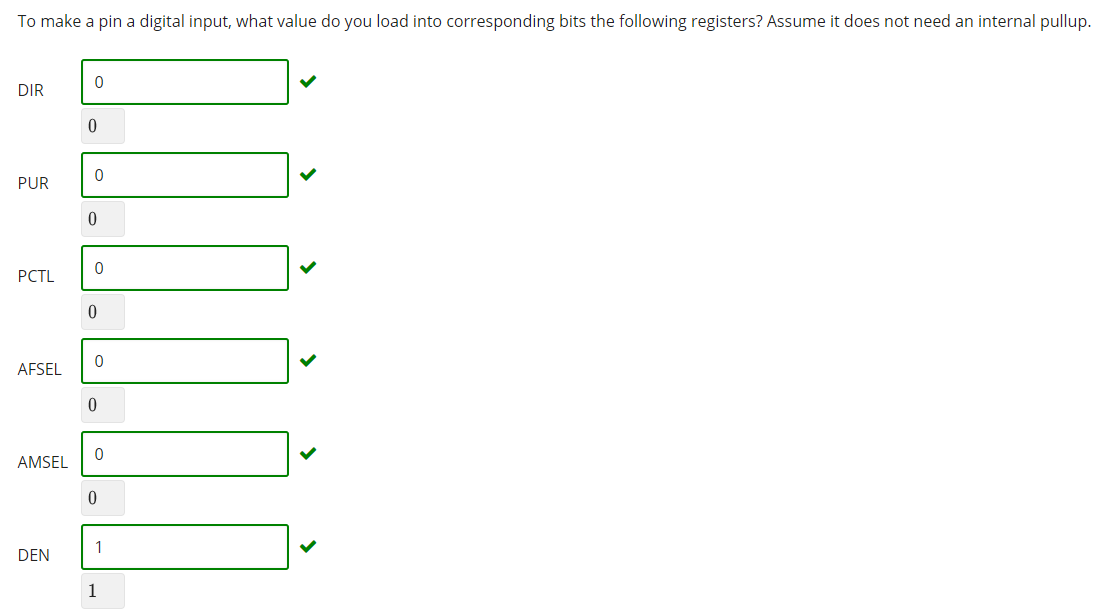 To make a pin a digital input, what value do you load into corresponding bits the following registers? Assume it does not need an internal pullup.
DIR 0
0
PUR 0
0
PCTL 0
0
AFSEL 0
0
AMSEL 0
0
DEN 1
1